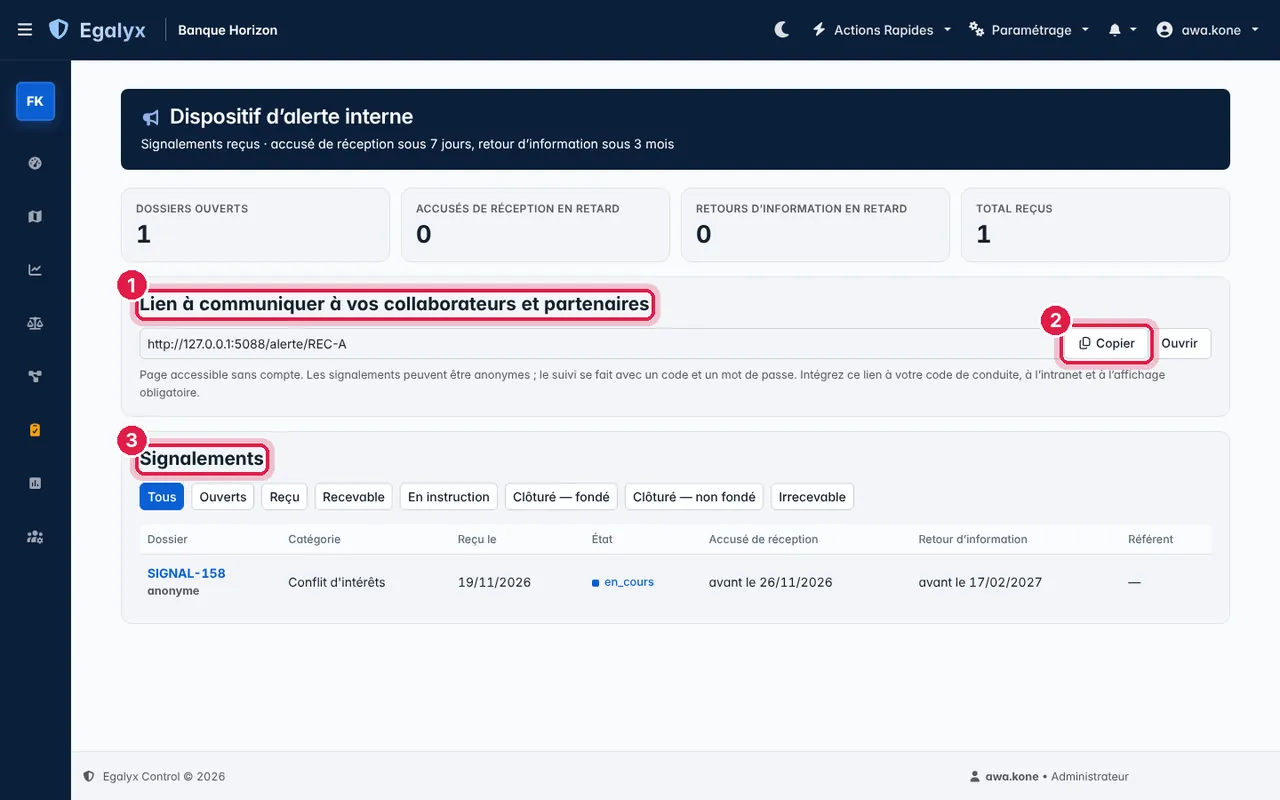 Egalyx
Banque Horizon
Actions Rapides
Paramétrage
awa.kone
FK
Dispositif d’alerte interne
Signalements reçus · accusé de réception sous 7 jours, retour d’information sous 3 mois
DOSSIERS OUVERTS
1
ACCUSÉS DE RÉCEPTION EN RETARD
0
RETOURS D’INFORMATION EN RETARD
0
TOTAL REÇUS
1
1
Lien à communiquer à vos collaborateurs et partenaires
http://127.0.0.1:5088/alerte/REC-A
2
Copier
Ouvrir
Page accessible sans compte. Les signalements peuvent être anonymes ; le suivi se fait avec un code et un mot de passe. Intégrez ce lien à votre code de conduite, à l’intranet et à l’affichage
obligatoire.
3
Signalements
Tous
Ouverts
Reçu
Recevable
En instruction
Clôturé — fondé
Clôturé — non fondé
Irrecevable
Dossier
Catégorie
Reçu le
État
Accusé de réception
Retour d’information
Référent
SIGNAL-158
anonyme
Conflit d'intérêts
19/11/2026
en_cours
avant le 26/11/2026
avant le 17/02/2027
—
Egalyx Control © 2026
awa.kone • Administrateur